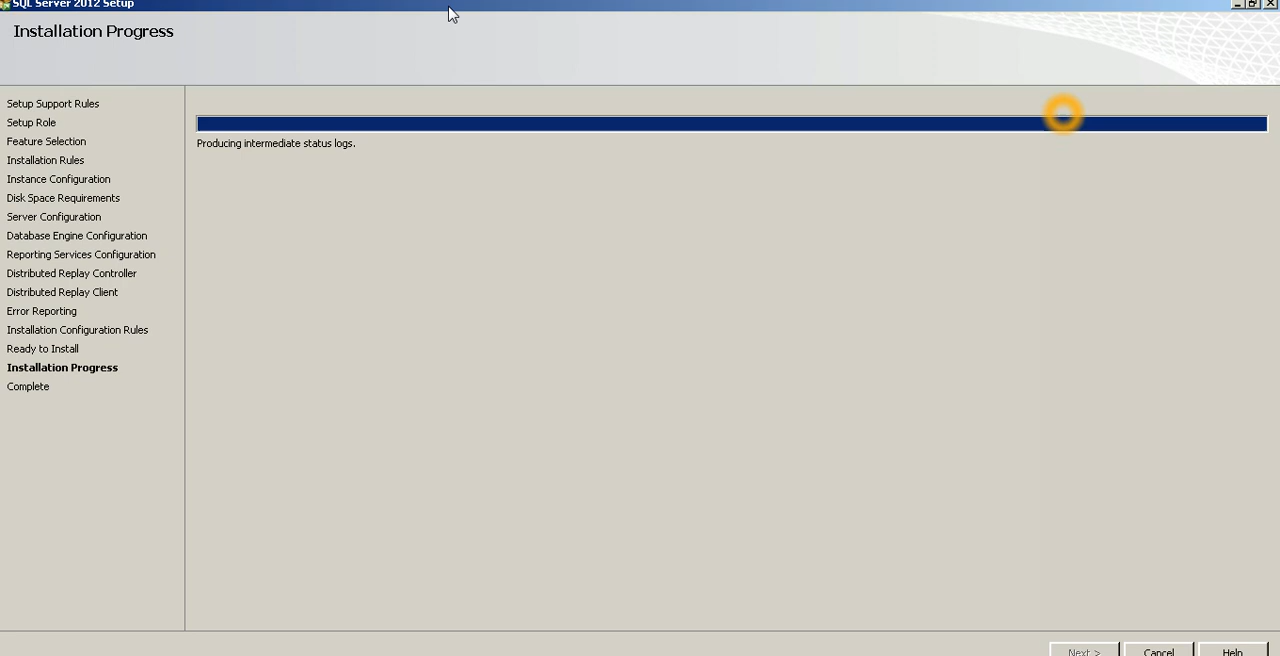 SQL Server 2012 Setup
Installation Progress
Setup Support Rules
Setup Role
Feature Selection
Installation Rules
Instance Configuration
Disk Space Requirements
Server Configuration
Database Engine Configuration
Reporting Services Configuration
Distributed Replay Controller
Distributed Replay Client
Error Reporting
Installation Configuration Rules
Ready to Install
Installation Progress
Complete
Producing intermediate status logs.
Next >
Cancel
Help